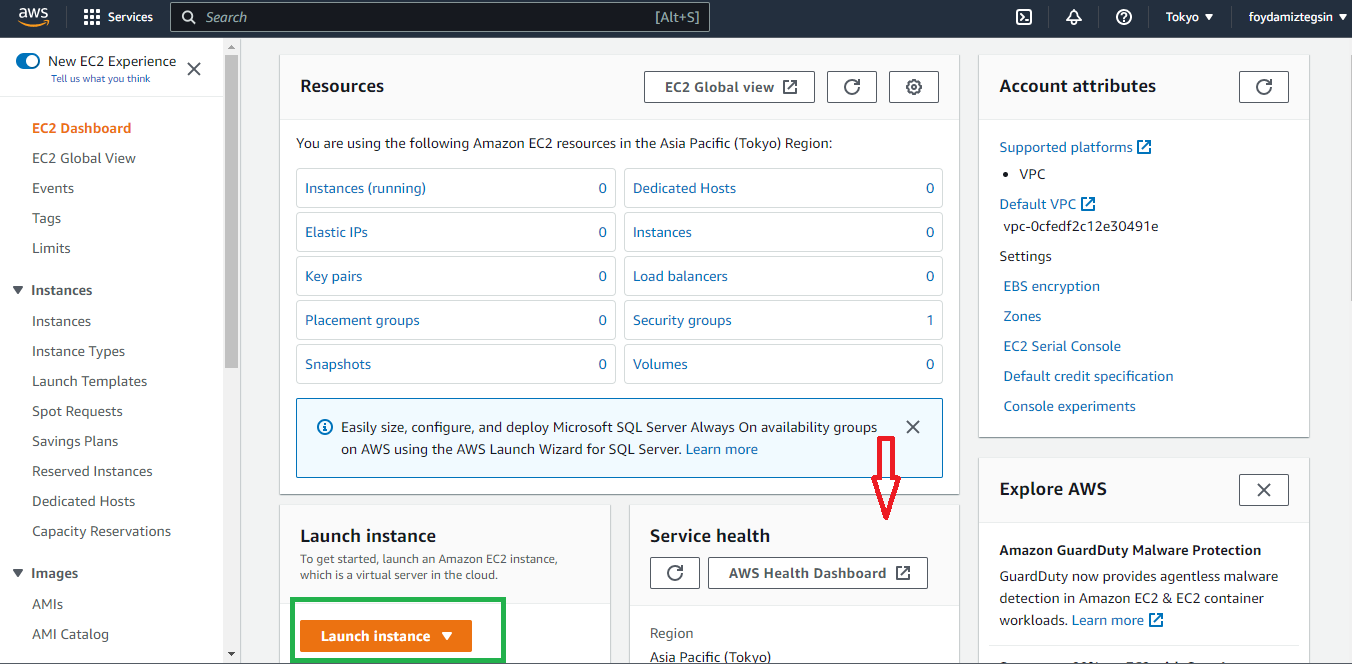 aws
Services
Search
[Alt+S]
Tokyo
foydamiztegsin
New EC2 Experience
Tell us what you think
EC2 Dashboard
EC2 Global View
Events
Tags
Limits
Instances
Instances
Instance Types
Launch Templates
Spot Requests
Savings Plans
Reserved Instances
Dedicated Hosts
Capacity Reservations
Images
AMIs
AMI Catalog
Resources
EC2 Global view
You are using the following Amazon EC2 resources in the Asia Pacific (Tokyo) Region:
Instances (running) 0
Dedicated Hosts 0
Elastic IPs 0
Instances 0
Key pairs 0
Load balancers 0
Placement groups 0
Security groups 1
Snapshots 0
Volumes 0
Easily size, configure, and deploy Microsoft SQL Server Always On availability groups
on AWS using the AWS Launch Wizard for SQL Server. Learn more
Launch instance
To get started, launch an Amazon EC2 instance,
which is a virtual server in the cloud.
Launch instance
Service health
AWS Health Dashboard
Region
Asia Pacific (Tokyo)
Account attributes
Supported platforms
• VPC
Default VPC
vpc-0cfedf2c12e30491e
Settings
EBS encryption
Zones
EC2 Serial Console
Default credit specification
Console experiments
Explore AWS
Amazon GuardDuty Malware Protection
GuardDuty now provides agentless malware
detection in Amazon EC2 & EC2 container
workloads. Learn more